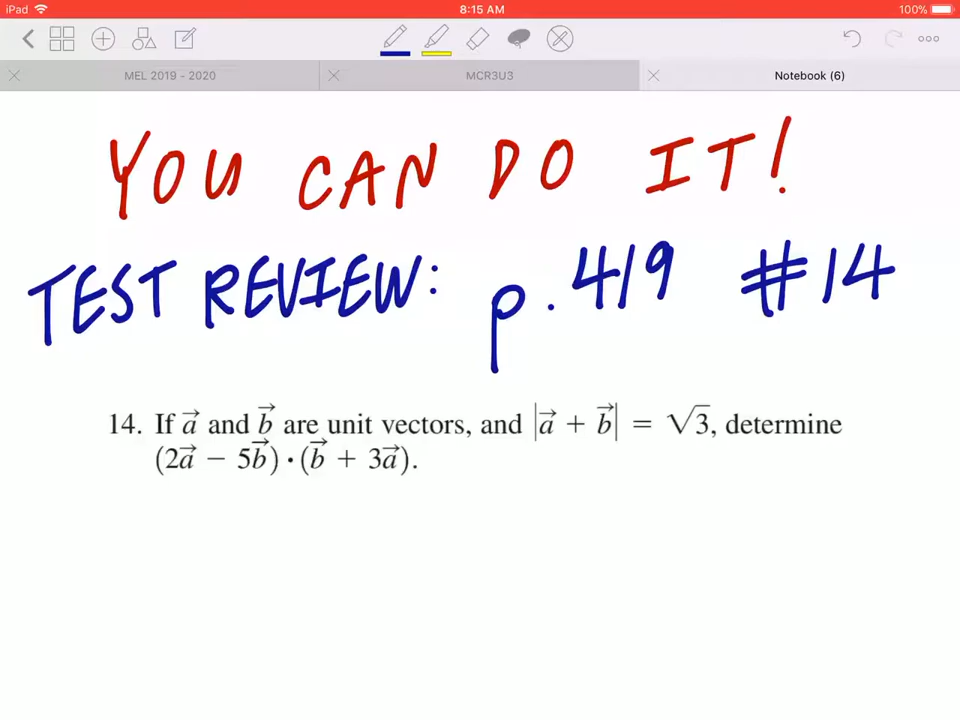 iPad 8:15 AM 100%
MEL 2019 - 2020 MCR3U3 Notebook (6)
YOU CAN DO IT!
TEST REVIEW: p. 419 #14
14. If a⃗ and b⃗ are unit vectors, and |a⃗ + b⃗| = √3, determine
(2a⃗ − 5b⃗) · (b⃗ + 3a⃗).